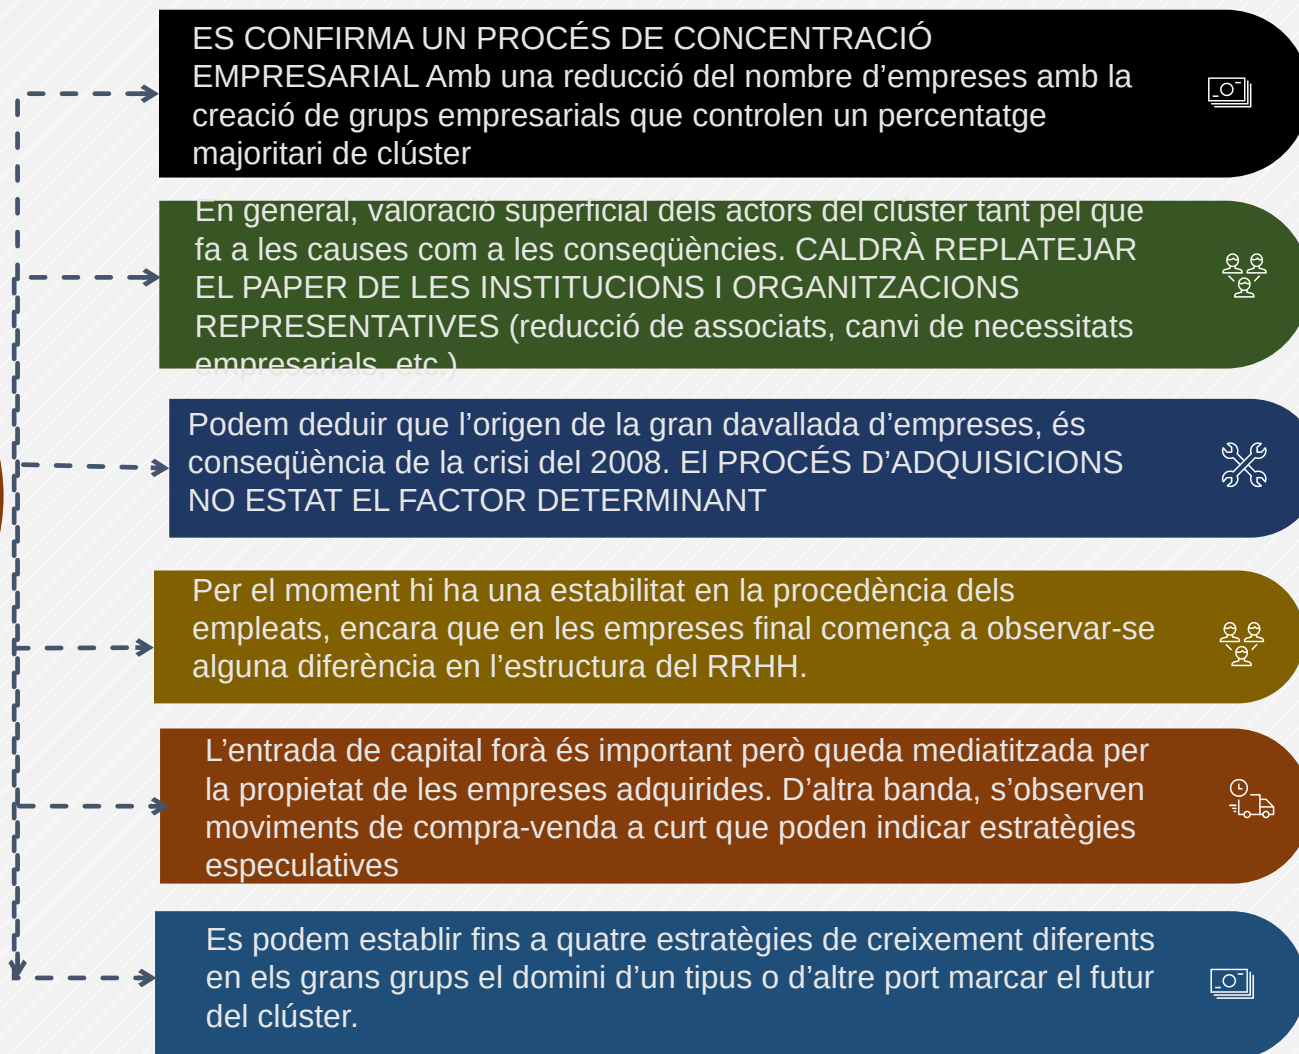 ES CONFIRMA UN PROCÉS DE CONCENTRACIÓ
EMPRESARIAL Amb una reducció del nombre d’empreses amb la
creació de grups empresarials que controlen un percentatge
majoritari de clúster
En general, valoració superficial dels actors del clúster tant pel que
fa a les causes com a les conseqüències. CALDRÀ REPLATEJAR
EL PAPER DE LES INSTITUCIONS I ORGANITZACIONS
REPRESENTATIVES (reducció de associats, canvi de necessitats
empresarials, etc.)
Podem deduir que l’origen de la gran davallada d’empreses, és
conseqüència de la crisi del 2008. El PROCÉS D’ADQUISICIONS
NO ESTAT EL FACTOR DETERMINANT
Per el moment hi ha una estabilitat en la procedència dels
empleats, encara que en les empreses final comença a observar-se
alguna diferència en l’estructura del RRHH.
L’entrada de capital forà és important però queda mediatitzada per
la propietat de les empreses adquirides. D’altra banda, s’observen
moviments de compra-venda a curt que poden indicar estratègies
especulatives
Es podem establir fins a quatre estratègies de creixement diferents
en els grans grups el domini d’un tipus o d’altre port marcar el futur
del clúster.